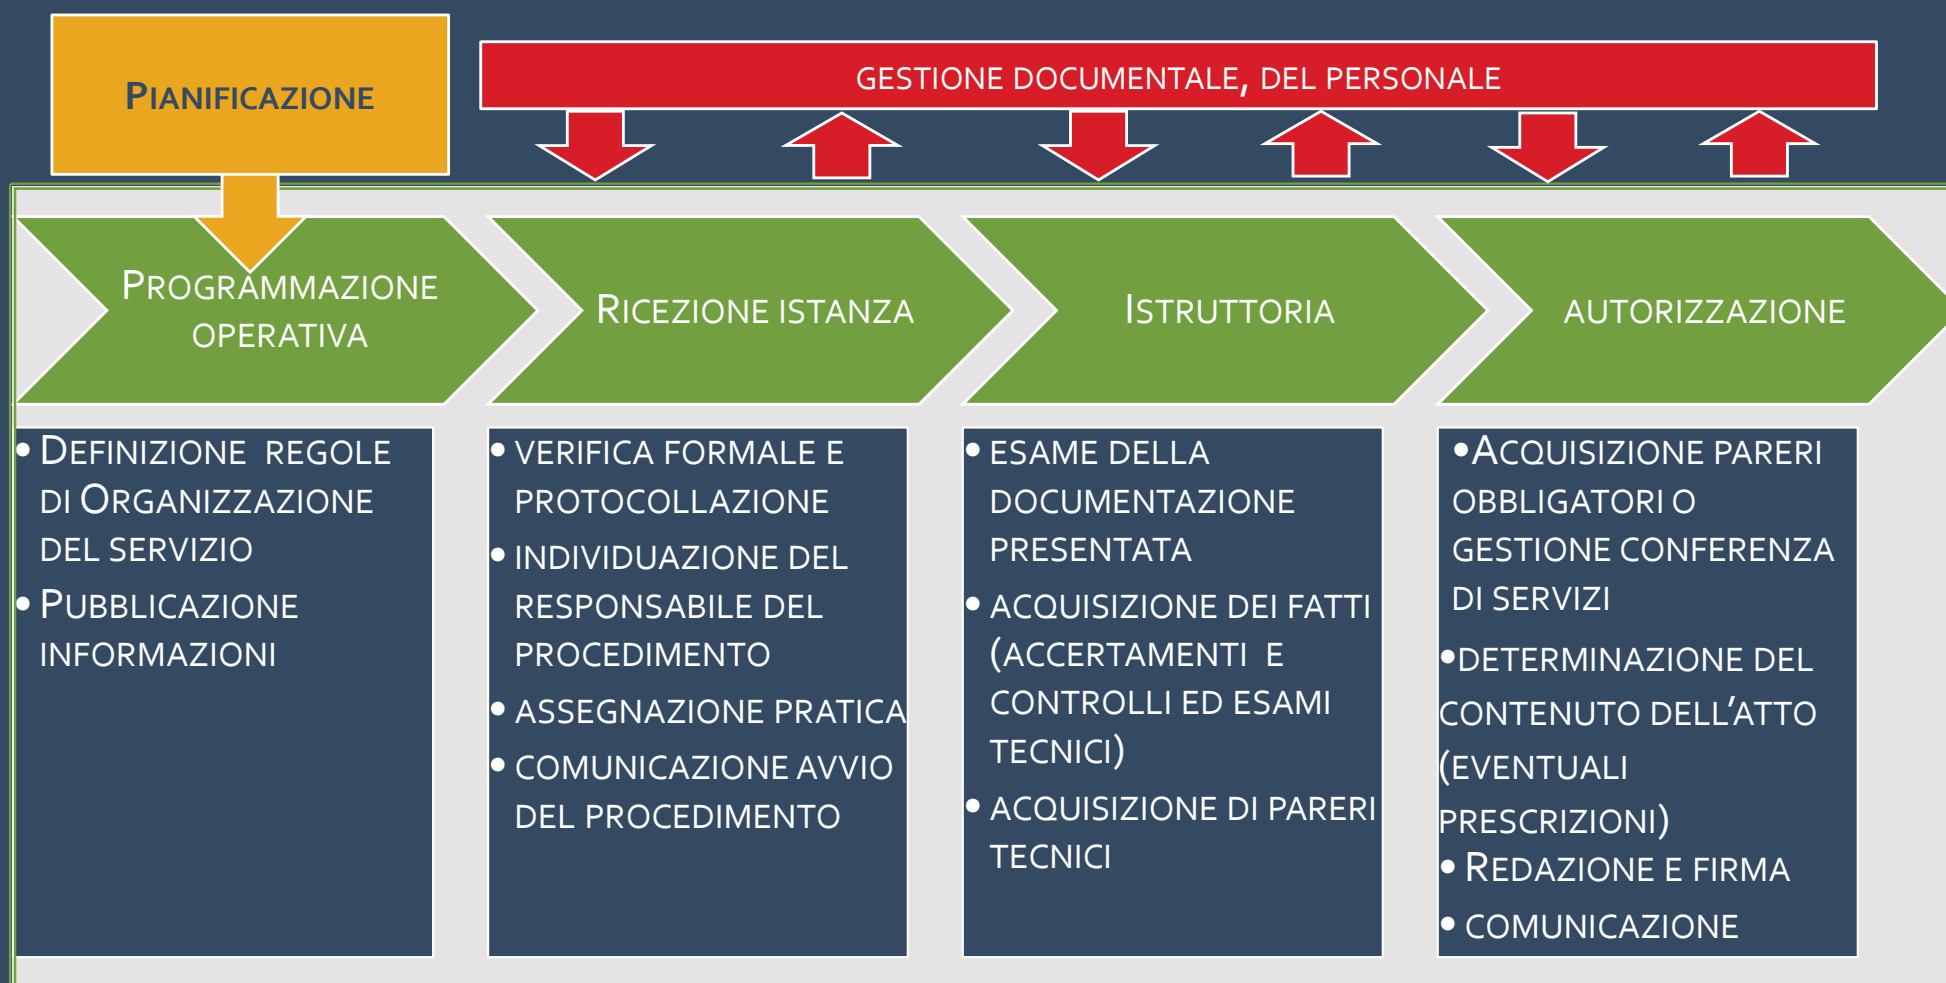 Pianificazione
gestione documentale, del personale
Programmazione
operativa
Ricezione istanza
Istruttoria
autorizzazione
• Definizione regole
di Organizzazione
del servizio
• Pubblicazione
informazioni
• verifica formale e
protocollazione
• individuazione del
responsabile del
procedimento
• assegnazione pratica
• comunicazione avvio
del procedimento
• esame della
documentazione
presentata
• acquisizione dei fatti
(accertamenti e
controlli ed esami
tecnici)
• acquisizione di pareri
tecnici
•Acquisizione pareri
obbligatori o
gestione conferenza
di servizi
•determinazione del
contenuto dell’atto
(eventuali
prescrizioni)
• Redazione e firma
• comunicazione